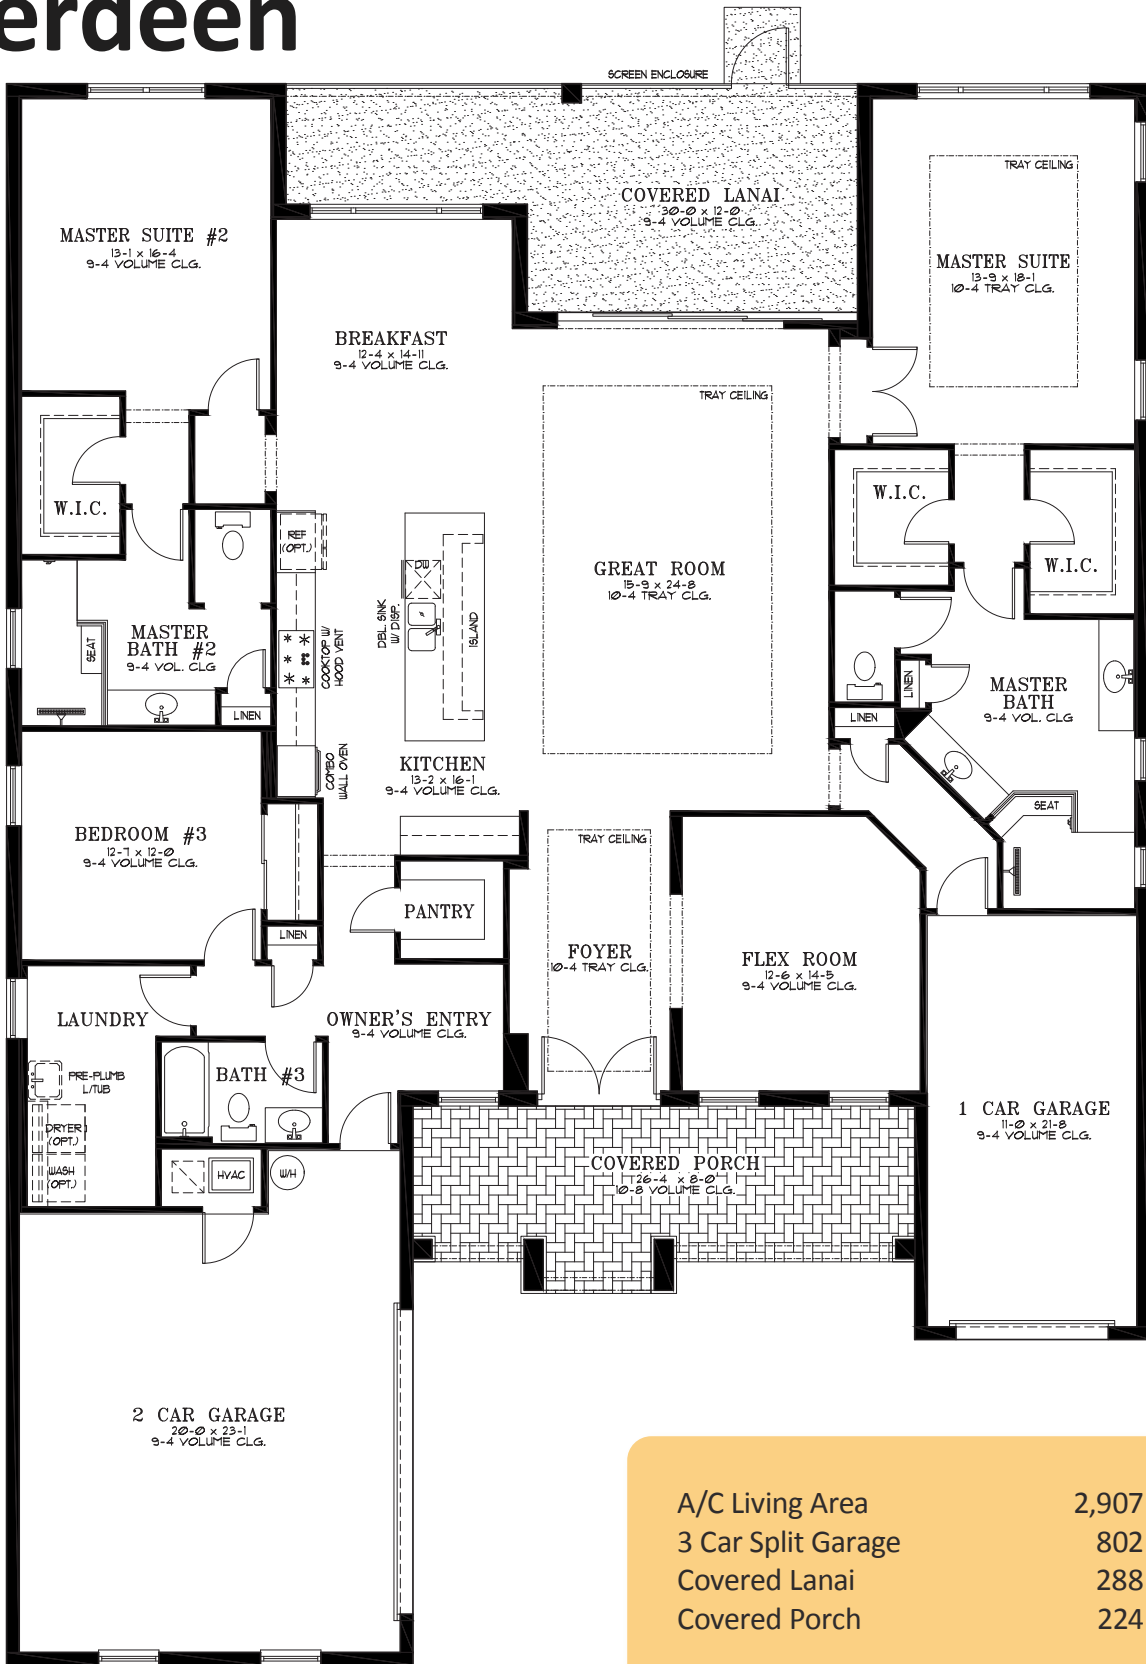 erdeen
SCREEN ENCLOSURE
COVERED LANAI
30-0 x 12-0
9-4 VOLUME CLG.
MASTER SUITE #2
13-1 x 16-4
9-4 VOLUME CLG.
TRAY CEILING
MASTER SUITE
13-9 x 18-1
10-4 TRAY CLG.
BREAKFAST
12-4 x 14-11
9-4 VOLUME CLG.
TRAY CEILING
W.I.C.
W.I.C.
W.I.C.
REF
(OPT.)
DW
DBL. SINK
W/ DISP.
ISLAND
COOKTOP W/
HOOD VENT
GREAT ROOM
15-9 x 24-8
10-4 TRAY CLG.
SEAT
MASTER
BATH #2
9-4 VOL. CLG
LINEN
LINEN
LINEN
MASTER
BATH
9-4 VOL. CLG
COMBO
WALL OVEN
KITCHEN
13-2 x 16-1
9-4 VOLUME CLG.
SEAT
BEDROOM #3
12-7 x 12-0
9-4 VOLUME CLG.
TRAY CEILING
PANTRY
LINEN
FOYER
10-4 TRAY CLG.
FLEX ROOM
12-6 x 14-5
9-4 VOLUME CLG.
LAUNDRY
OWNER'S ENTRY
9-4 VOLUME CLG.
PRE-PLUMB
L/TUB
BATH #3
DRYER
(OPT.)
WASH
(OPT.)
HVAC
W/H
COVERED PORCH
26-4 x 8-0
10-8 VOLUME CLG.
1 CAR GARAGE
11-0 x 21-8
9-4 VOLUME CLG.
2 CAR GARAGE
20-0 x 23-1
9-4 VOLUME CLG.
A/C Living Area 2,907
3 Car Split Garage 802
Covered Lanai 288
Covered Porch 224